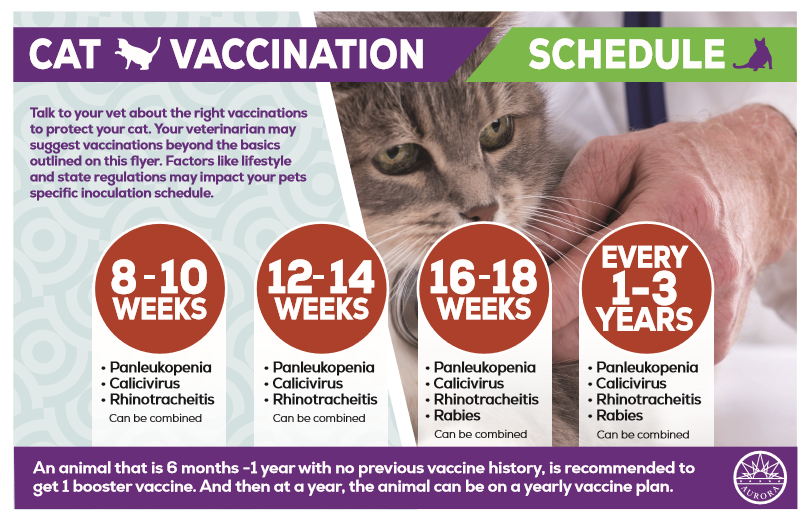 CAT VACCINATION SCHEDULE
Talk to your vet about the right vaccinations
to protect your cat. Your veterinarian may
suggest vaccinations beyond the basics
outlined on this flyer. Factors like lifestyle
and state regulations may impact your pets
specific inoculation schedule.
8-10
WEEKS
• Panleukopenia
• Calicivirus
• Rhinotracheitis
Can be combined
12-14
WEEKS
• Panleukopenia
• Calicivirus
• Rhinotracheitis
Can be combined
16-18
WEEKS
• Panleukopenia
• Calicivirus
• Rhinotracheitis
• Rabies
Can be combined
EVERY
1-3
YEARS
• Panleukopenia
• Calicivirus
• Rhinotracheitis
• Rabies
Can be combined
An animal that is 6 months -1 year with no previous vaccine history, is recommended to
get 1 booster vaccine. And then at a year, the animal can be on a yearly vaccine plan.
AURORA